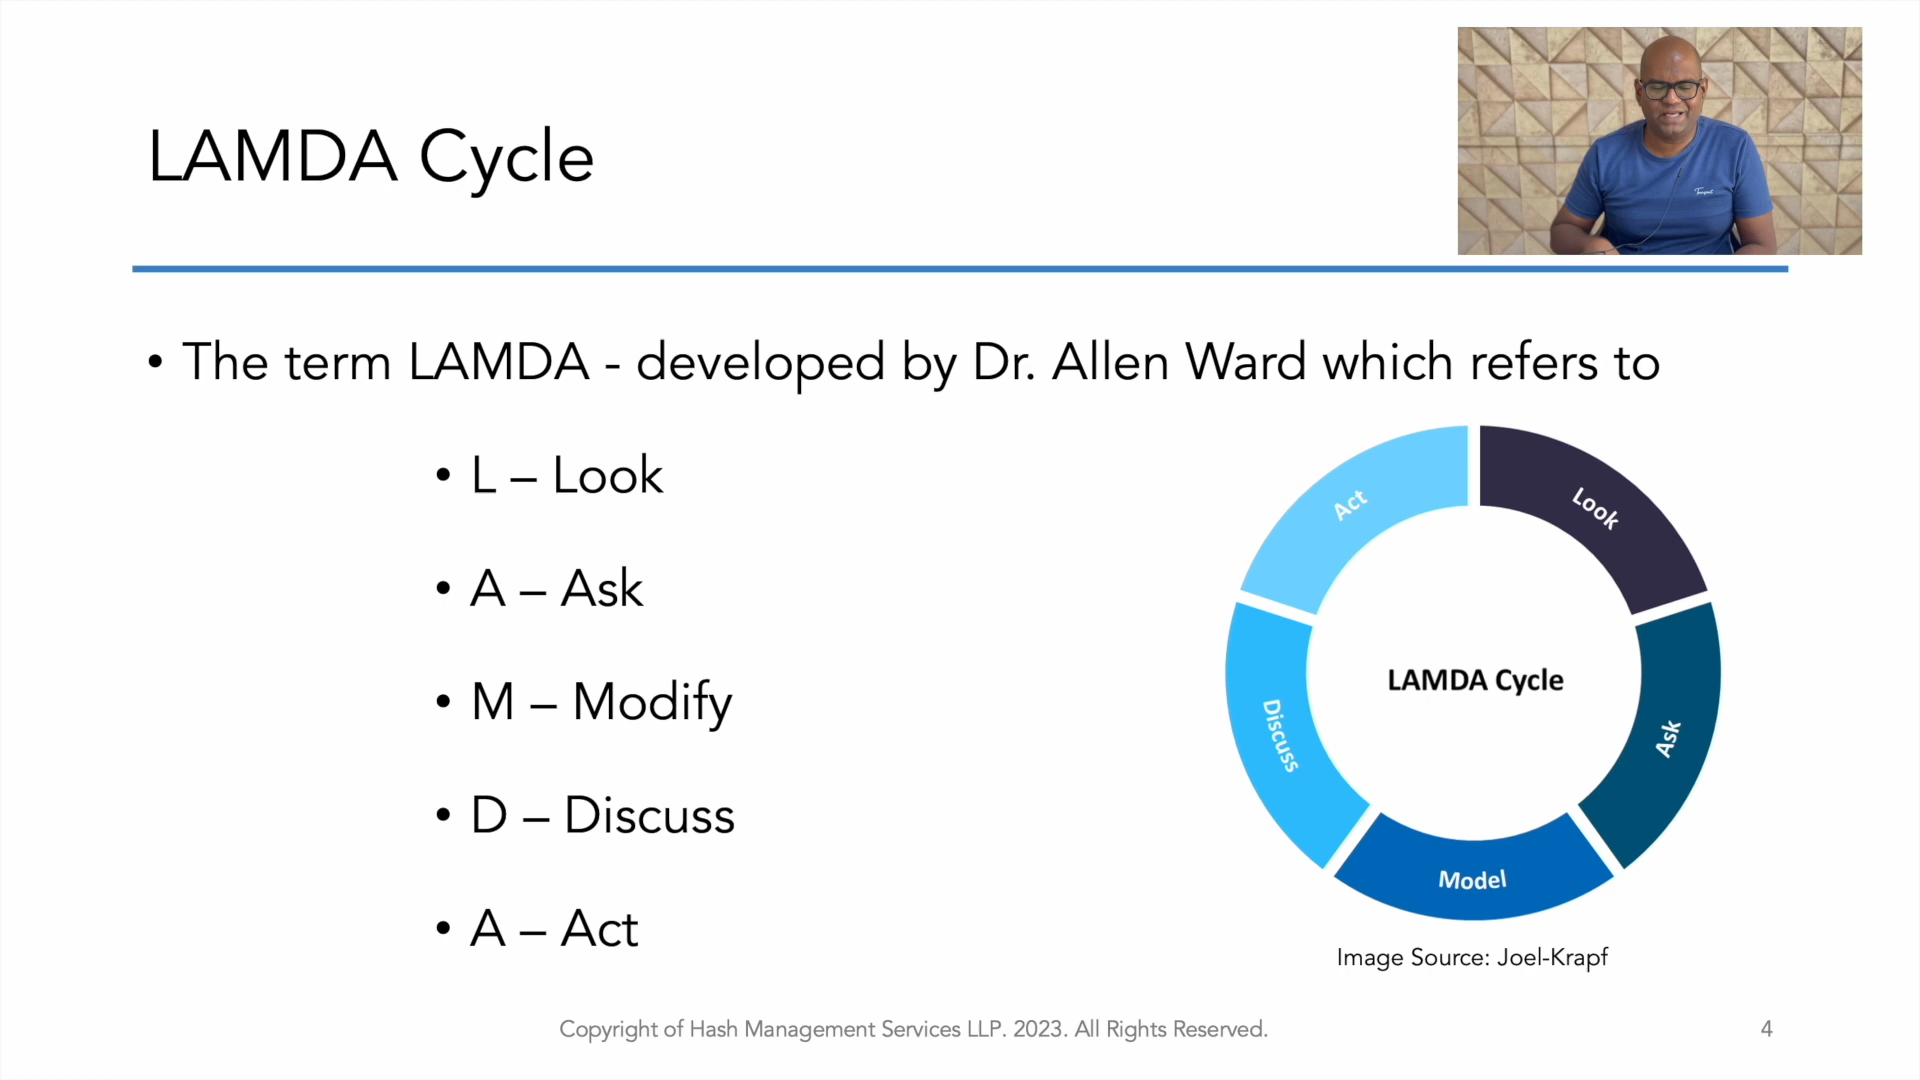 LAMDA Cycle
• The term LAMDA - developed by Dr. Allen Ward which refers to
• L – Look
• A – Ask
• M – Modify
• D – Discuss
• A – Act
Act
Look
Discuss
LAMDA Cycle
Ask
Model
Image Source: Joel-Krapf
Copyright of Hash Management Services LLP. 2023. All Rights Reserved.
4